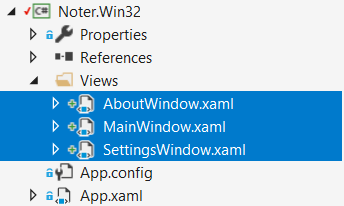 C# Noter.Win32
Properties
References
Views
AboutWindow.xaml
MainWindow.xaml
SettingsWindow.xaml
App.config
App.xaml